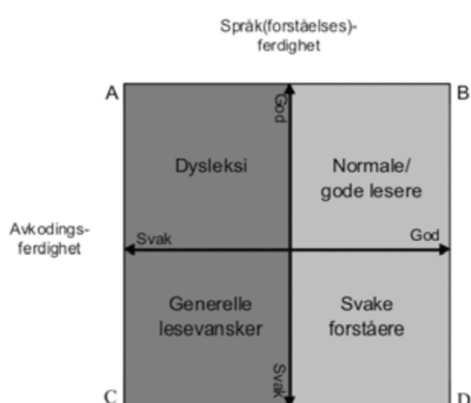 Språk(forståelses)-
ferdighet
A
B
God
Dysleksi
Normale/
gode lesere
Avkodings-
ferdighet
Svak
God
Generelle
lesevansker
Svake
forståere
Svak
C
D